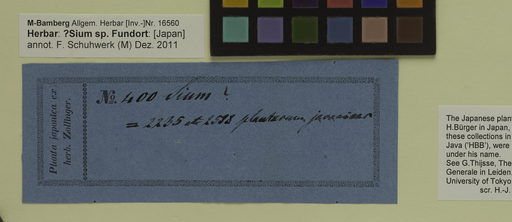 M-Bamberg Allgem. Herbar [Inv.-]Nr. 16560
Herbar: ?Sium sp. Fundort: [Japan]
annot. F. Schuhwerk (M) Dez. 2011
Planta japonica ex
herb. Zollinger.
No. 400 Sium?
= 2235 et 2583 plantarum
The Japanese plant
H.Bürger in Japan,
these collections in
Java ('HBB'), were
under his name.
See G.Thijsse, The
Generale in Leiden.
University of Tokyo
scr. H.-J.